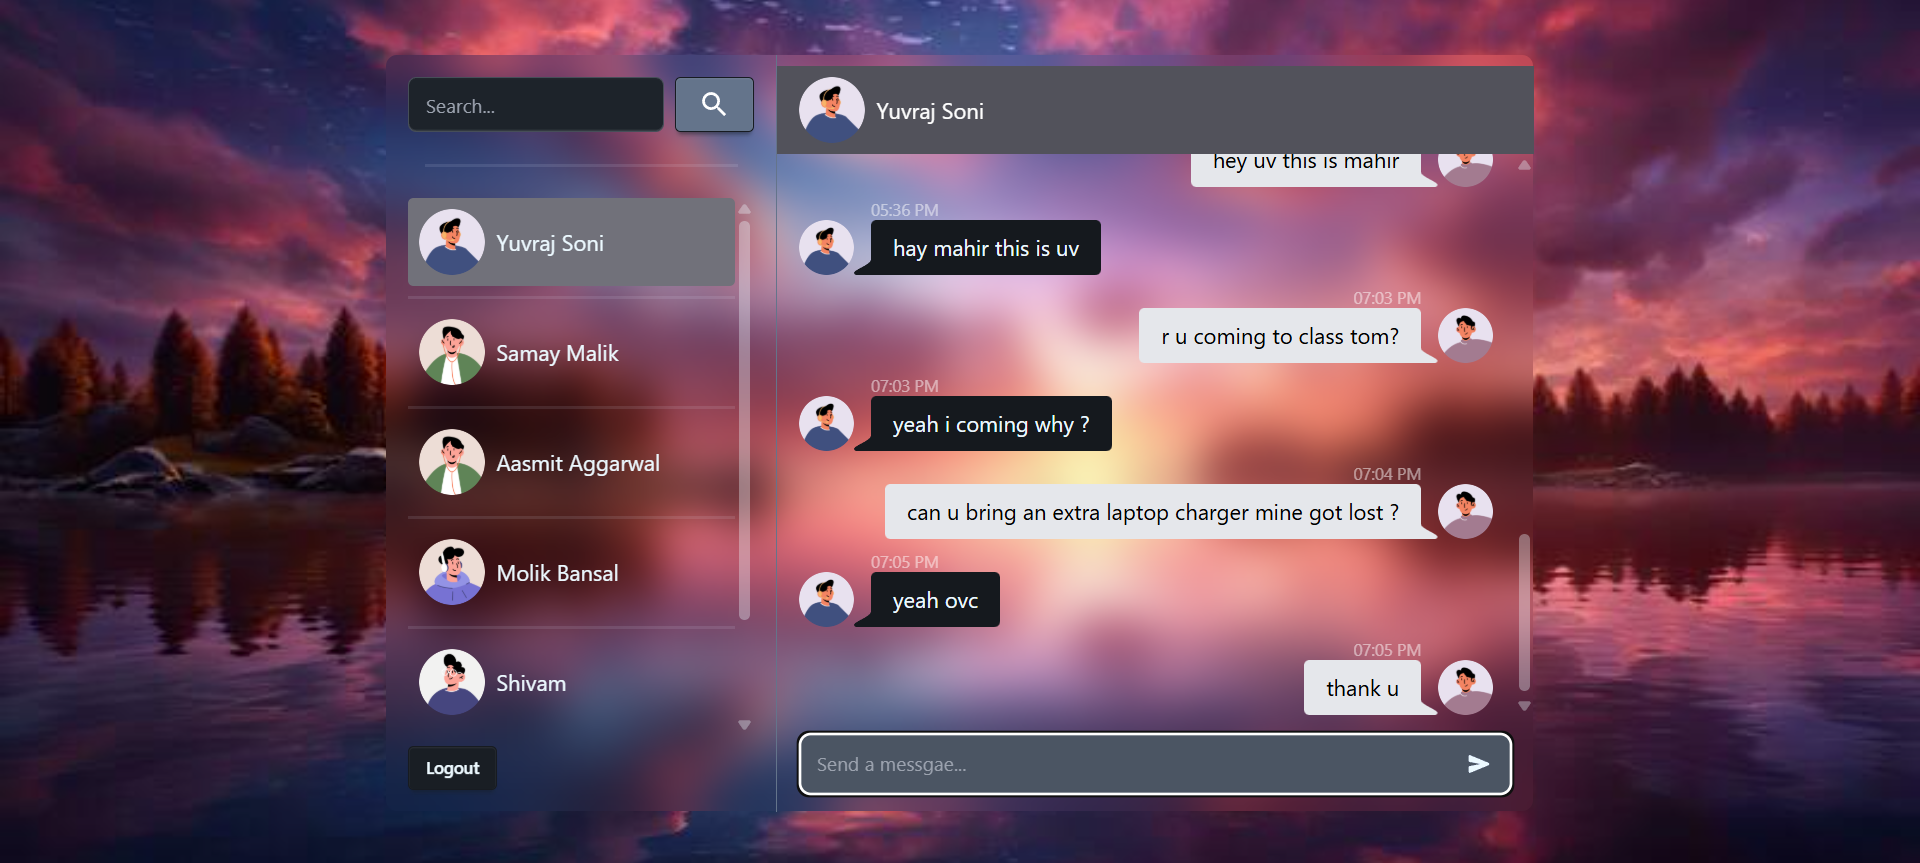 Search...
Yuvraj Soni
Samay Malik
Aasmit Aggarwal
Molik Bansal
Shivam
Logout
Yuvraj Soni
hey uv this is mahir
05:36 PM
hay mahir this is uv
07:03 PM
r u coming to class tom?
07:03 PM
yeah i coming why ?
07:04 PM
can u bring an extra laptop charger mine got lost ?
07:05 PM
yeah ovc
07:05 PM
thank u
Send a messgae...